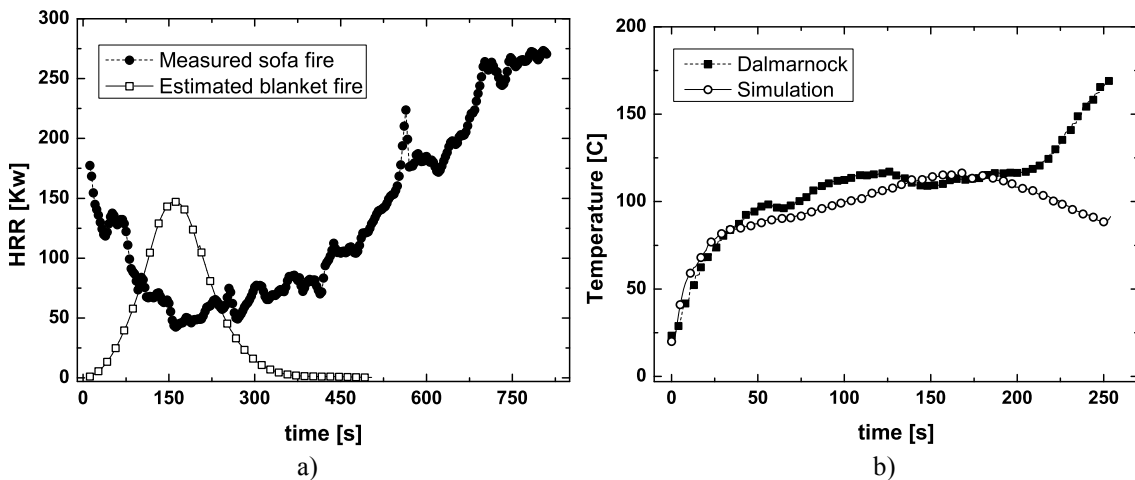 300
250
200
150
100
50
0
HRR [Kw]
Measured sofa fire
Estimated blanket fire
0 150 300 450 600 750
time [s]
a)
200
150
100
50
0
Temperature [C]
Dalmarnock
Simulation
0 50 100 150 200 250
time [s]
b)